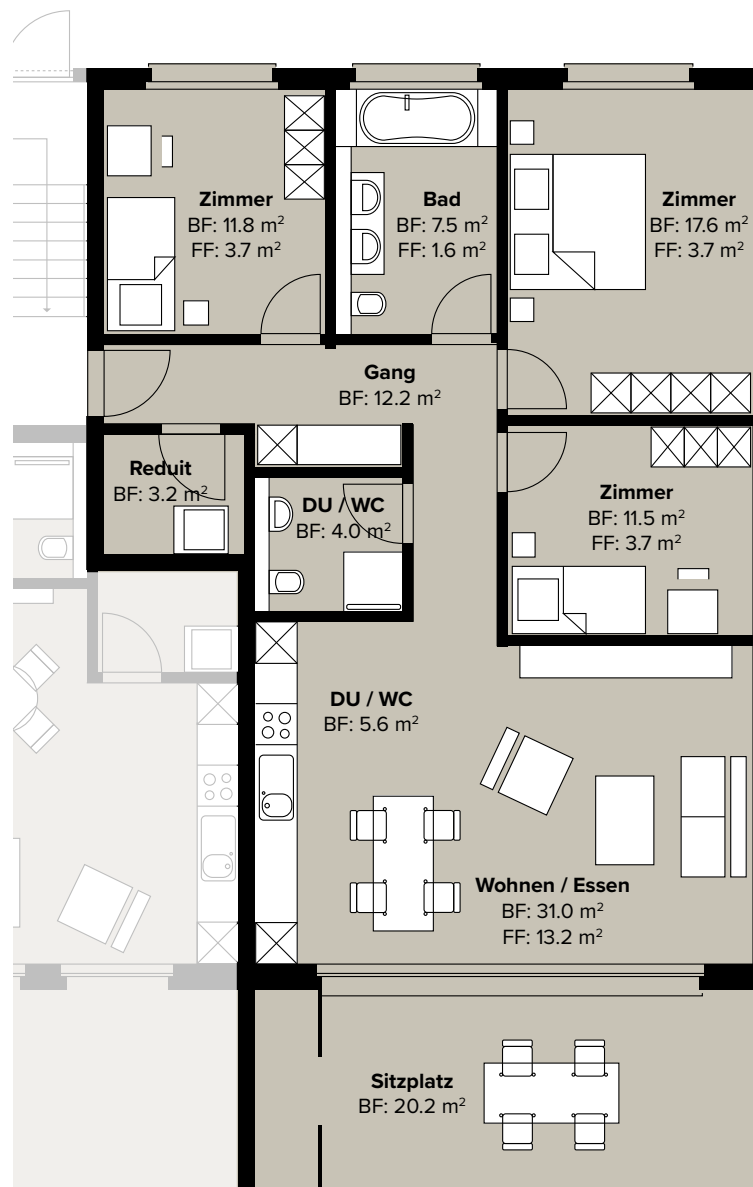 Zimmer
BF: 11.8 m²
FF: 3.7 m²
Bad
BF: 7.5 m²
FF: 1.6 m²
Zimmer
BF: 17.6 m²
FF: 3.7 m²
Gang
BF: 12.2 m²
Reduit
BF: 3.2 m²
DU / WC
BF: 4.0 m²
Zimmer
BF: 11.5 m²
FF: 3.7 m²
DU / WC
BF: 5.6 m²
Wohnen / Essen
BF: 31.0 m²
FF: 13.2 m²
Sitzplatz
BF: 20.2 m²